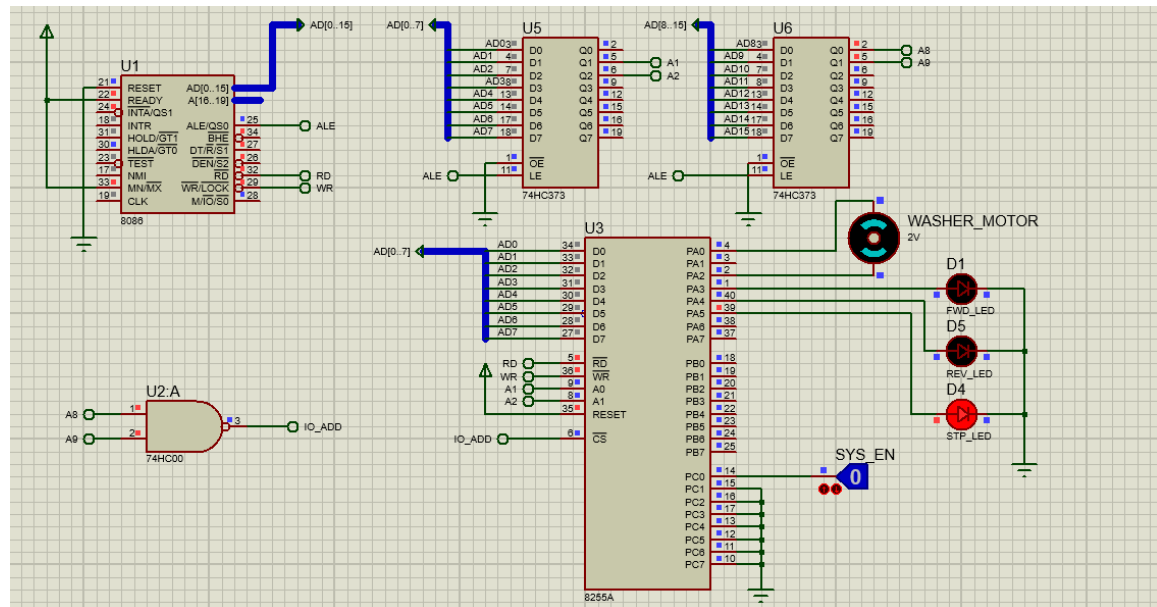 AD[0..15]
AD[0..7]
AD[8..15]
U1
21 RESET AD[0..15]
22 READY A[16..19]
24 INTA/QS1
18 INTR ALE/QS0 25 ALE
31 HOLD/GT1 BHE 34
30 HLDA/GT0 DT/R/S1 27
23 TEST DEN/S2 26
17 NMI RD 32 RD
33 MN/MX WR/LOCK 29 WR
19 CLK M/IO/S0 28
8086
U5
AD0 3 D0 Q0 2
AD1 4 D1 Q1 5 A1
AD2 7 D2 Q2 6 A2
AD3 8 D3 Q3 9
AD4 13 D4 Q4 12
AD5 14 D5 Q5 15
AD6 17 D6 Q6 16
AD7 18 D7 Q7 19
1 OE
ALE 11 LE
74HC373
U6
AD8 3 D0 Q0 2 A8
AD9 4 D1 Q1 5 A9
AD10 7 D2 Q2 6
AD11 8 D3 Q3 9
AD12 13 D4 Q4 12
AD13 14 D5 Q5 15
AD14 17 D6 Q6 16
AD15 18 D7 Q7 19
1 OE
ALE 11 LE
74HC373
U3
AD[0..7]
AD0 34 D0 PA0 4
AD1 33 D1 PA1 3
AD2 32 D2 PA2 2
AD3 31 D3 PA3 1
AD4 30 D4 PA4 40
AD5 29 D5 PA5 39
AD6 28 D6 PA6 38
AD7 27 D7 PA7 37
RD 5 RD PB0 18
WR 36 WR PB1 19
A1 9 A0 PB2 20
A2 8 A1 PB3 21
35 RESET PB4 22
PB5 23
IO_ADD 6 CS PB6 24
PB7 25
PC0 14
PC1 15
PC2 16
PC3 17
PC4 13
PC5 12
PC6 11
PC7 10
8255A
WASHER_MOTOR
2V
D1
FWD_LED
D5
REV_LED
D4
STP_LED
SYS_EN
0
U2:A
A8 1
3 IO_ADD
A9 2
74HC00